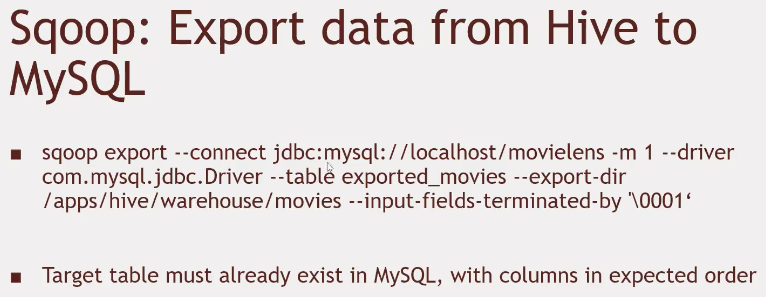 Sqoop: Export data from Hive to
MySQL
▪ sqoop export --connect jdbc:mysql://localhost/movielens -m 1 --driver
com.mysql.jdbc.Driver --table exported_movies --export-dir
/apps/hive/warehouse/movies --input-fields-terminated-by '\0001‘
▪ Target table must already exist in MySQL, with columns in expected order